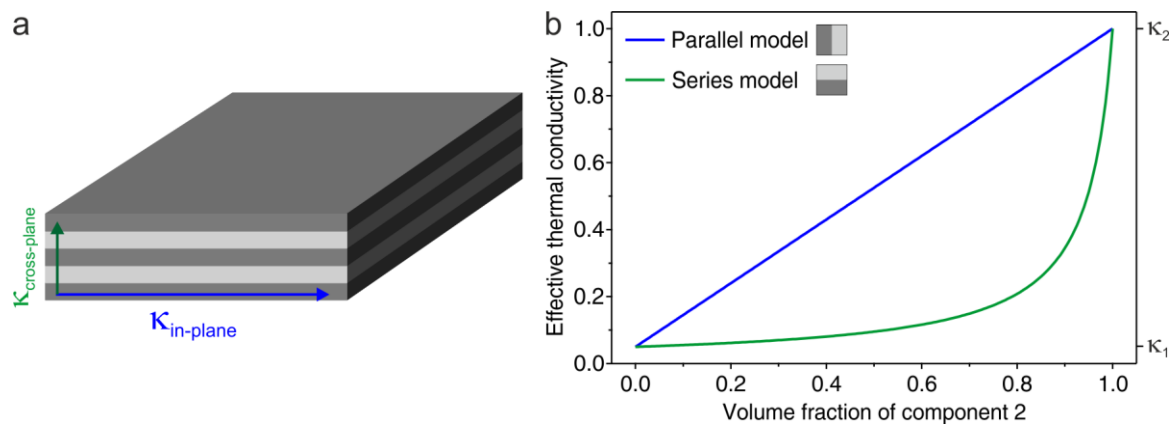 a
κcross-plane
κin-plane
b
Parallel model
Series model
Effective thermal conductivity
1.0
0.8
0.6
0.4
0.2
0.0
κ2
κ1
0.0 0.2 0.4 0.6 0.8 1.0
Volume fraction of component 2